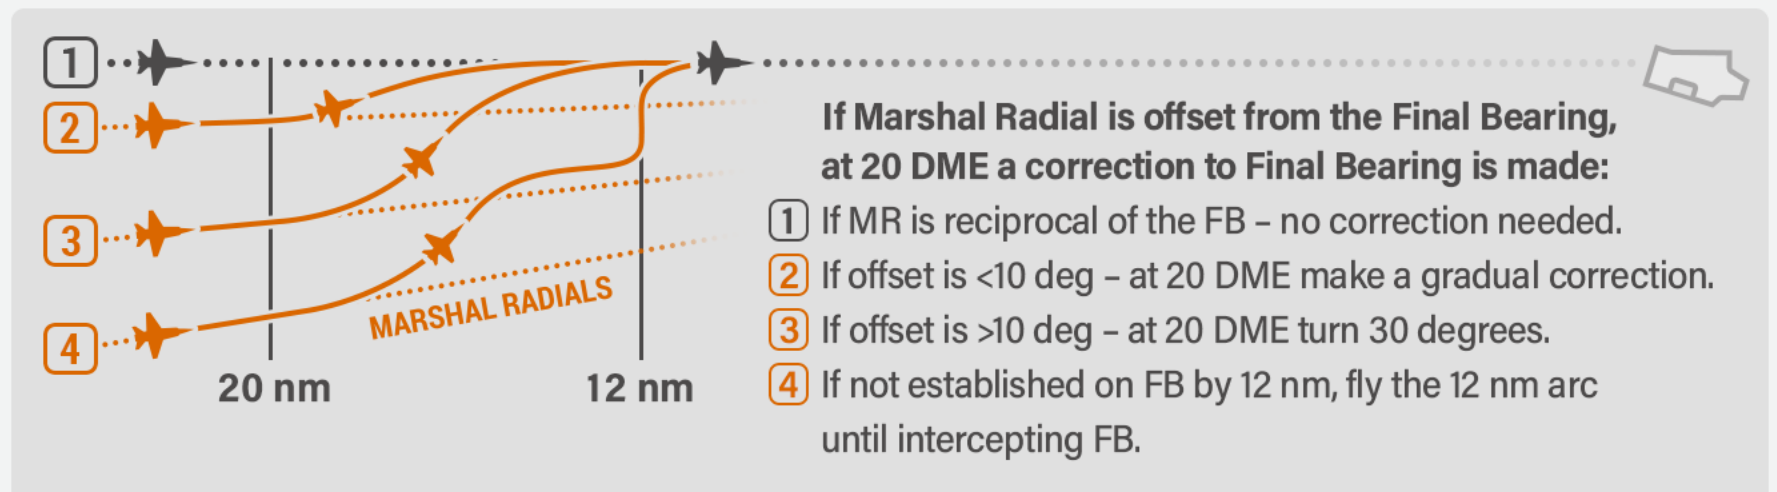 1
2
3
4
20 nm
12 nm
MARSHAL RADIALS
If Marshal Radial is offset from the Final Bearing,
at 20 DME a correction to Final Bearing is made:
1 If MR is reciprocal of the FB – no correction needed.
2 If offset is <10 deg – at 20 DME make a gradual correction.
3 If offset is >10 deg – at 20 DME turn 30 degrees.
4 If not established on FB by 12 nm, fly the 12 nm arc
until intercepting FB.